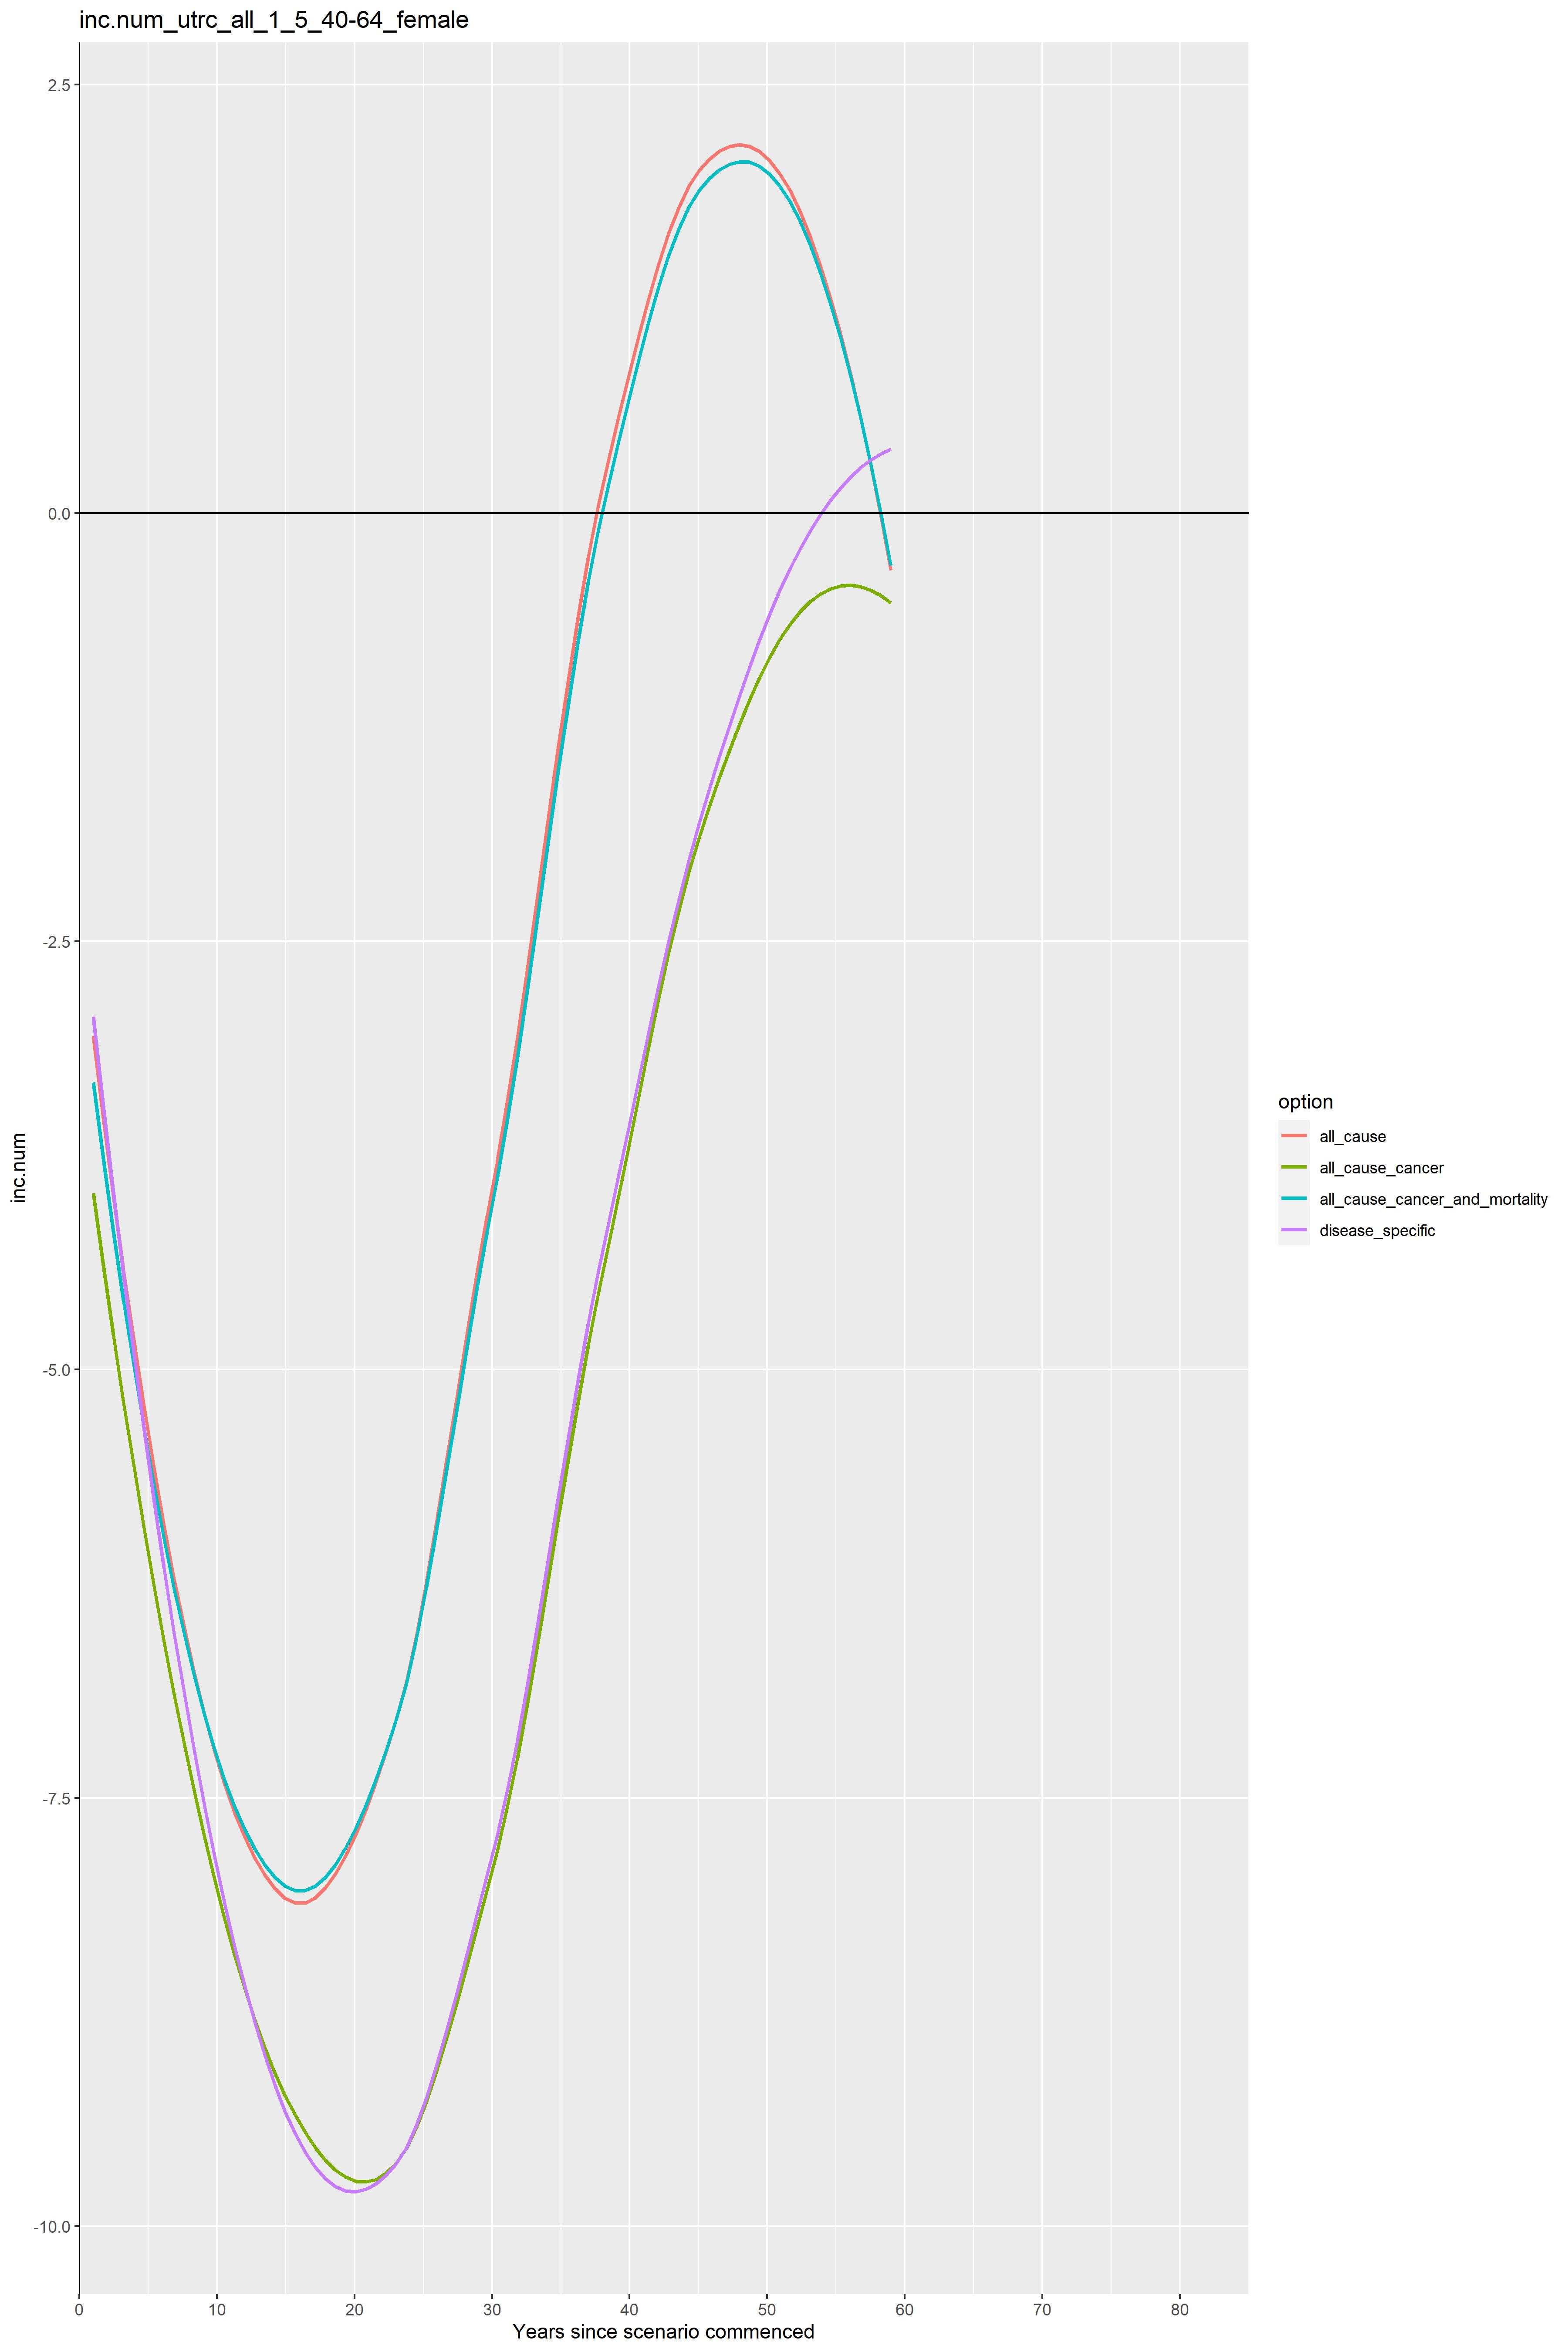 inc.num_utrc_all_1_5_40-64_female
2.5
0.0
-2.5
-5.0
-7.5
-10.0
inc.num
0 10 20 30 40 50 60 70 80
Years since scenario commenced
option
all_cause
all_cause_cancer
all_cause_cancer_and_mortality
disease_specific